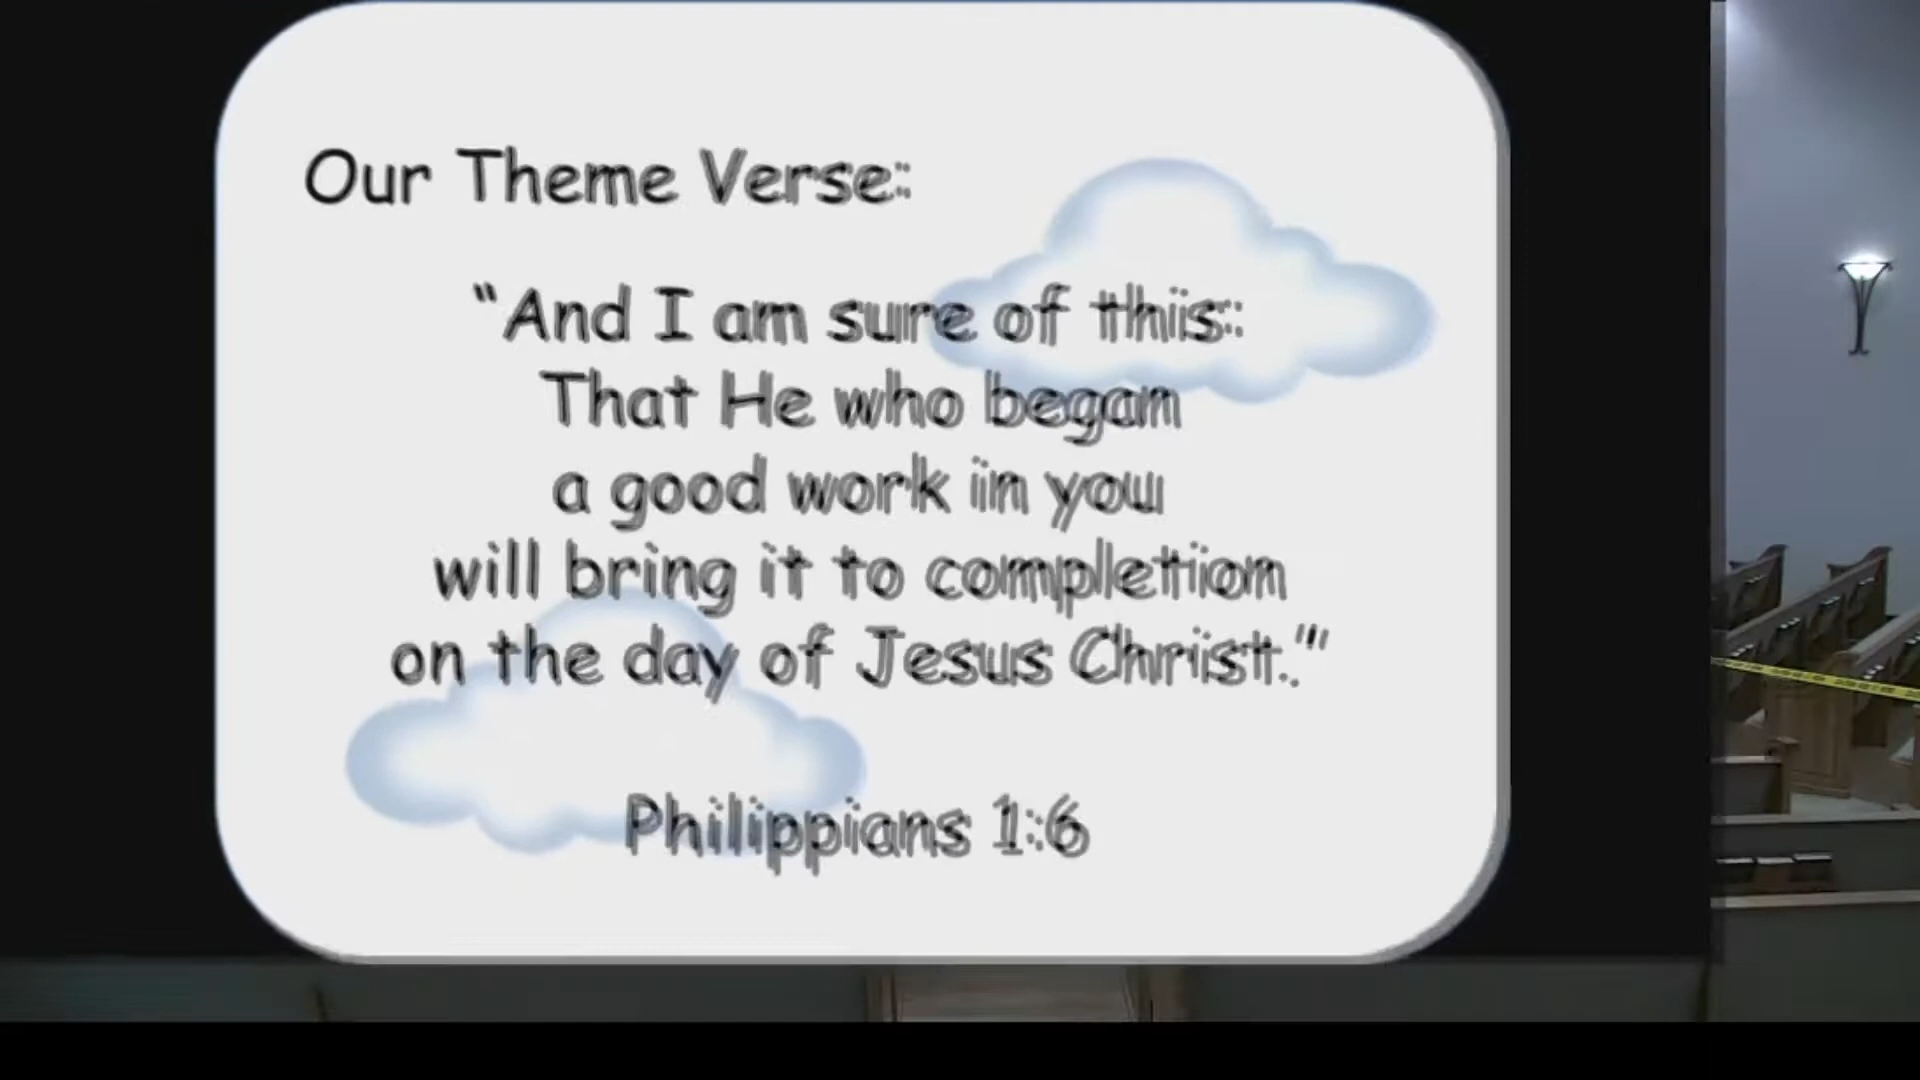 Our Theme Verse:
“And I am sure of this:
That He who began
a good work in you
will bring it to completion
on the day of Jesus Christ.”
Philippians 1:6